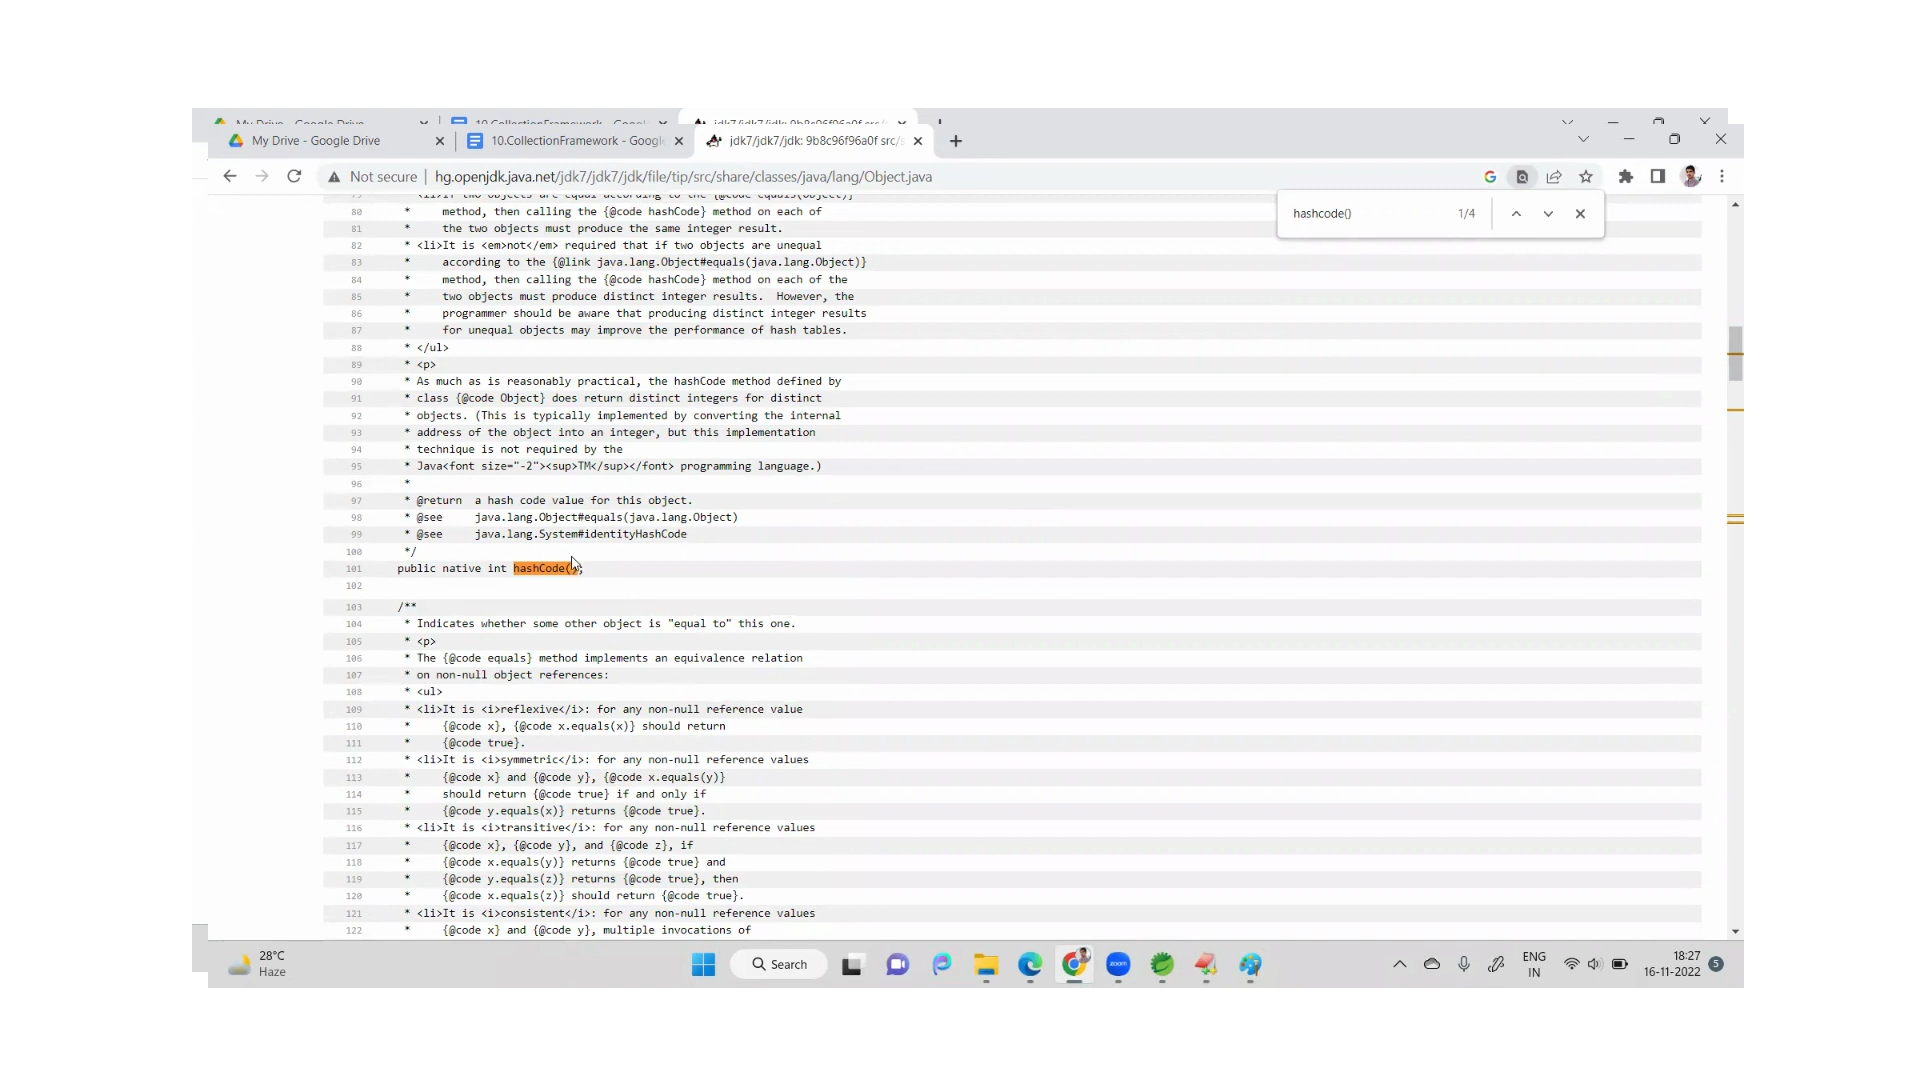 My Drive - Google Drive
10.CollectionFramework - Google
jdk7/jdk7/jdk: 9b8c96f96a0f src/s
Not secure
hg.openjdk.java.net/jdk7/jdk7/jdk/file/tip/src/share/classes/java/lang/Object.java
hashcode()
1/4
80 * method, then calling the {@code hashCode} method on each of
81 * the two objects must produce the same integer result.
82 * <li>It is <em>not</em> required that if two objects are unequal
83 * according to the {@link java.lang.Object#equals(java.lang.Object)}
84 * method, then calling the {@code hashCode} method on each of the
85 * two objects must produce distinct integer results.  However, the
86 * programmer should be aware that producing distinct integer results
87 * for unequal objects may improve the performance of hash tables.
88 * </ul>
89 * <p>
90 * As much as is reasonably practical, the hashCode method defined by
91 * class {@code Object} does return distinct integers for distinct
92 * objects. (This is typically implemented by converting the internal
93 * address of the object into an integer, but this implementation
94 * technique is not required by the
95 * Java<font size="-2"><sup>TM</sup></font> programming language.)
96 *
97 * @return  a hash code value for this object.
98 * @see     java.lang.Object#equals(java.lang.Object)
99 * @see     java.lang.System#identityHashCode
100 */
101 public native int hashCode();
102
103 /**
104 * Indicates whether some other object is "equal to" this one.
105 * <p>
106 * The {@code equals} method implements an equivalence relation
107 * on non-null object references:
108 * <ul>
109 * <li>It is <i>reflexive</i>: for any non-null reference value
110 * {@code x}, {@code x.equals(x)} should return
111 * {@code true}.
112 * <li>It is <i>symmetric</i>: for any non-null reference values
113 * {@code x} and {@code y}, {@code x.equals(y)}
114 * should return {@code true} if and only if
115 * {@code y.equals(x)} returns {@code true}.
116 * <li>It is <i>transitive</i>: for any non-null reference values
117 * {@code x}, {@code y}, and {@code z}, if
118 * {@code x.equals(y)} returns {@code true} and
119 * {@code y.equals(z)} returns {@code true}, then
120 * {@code x.equals(z)} should return {@code true}.
121 * <li>It is <i>consistent</i>: for any non-null reference values
122 * {@code x} and {@code y}, multiple invocations of
28°C
Haze
Search
zoom
ENG
IN
18:27
16-11-2022
5